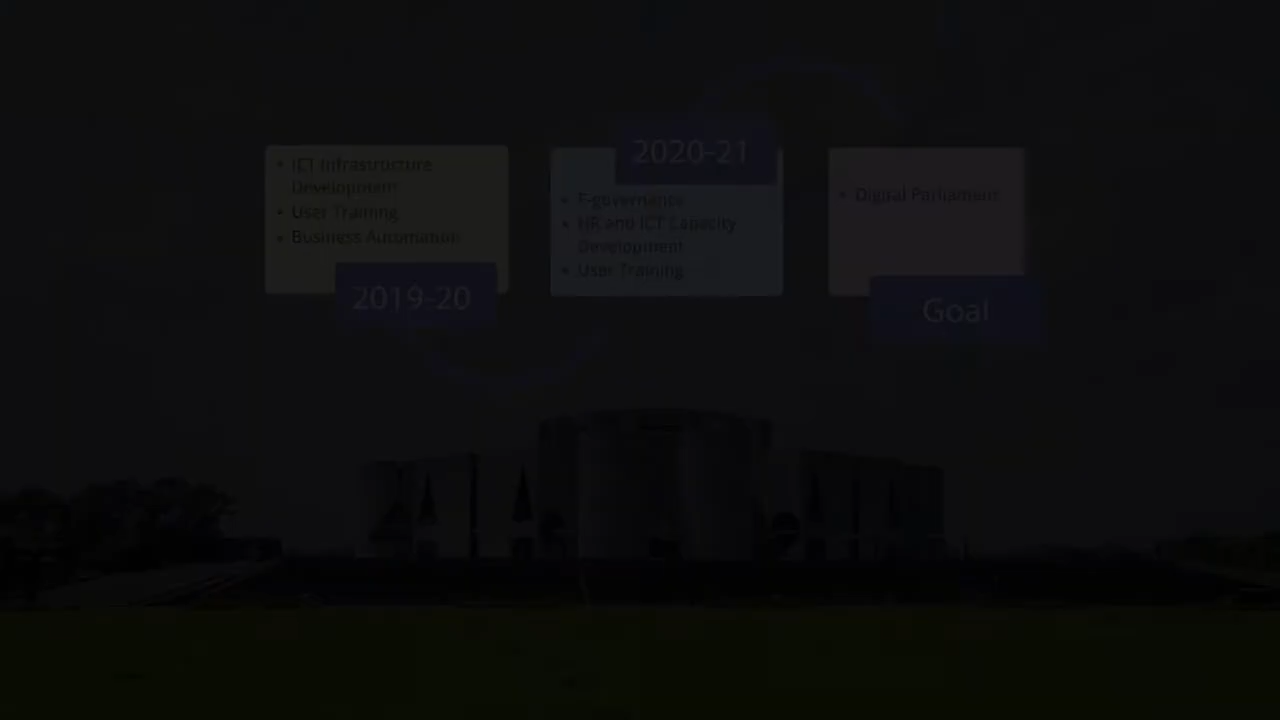 • ICT Infrastructure
Development
• User Training
• Business Automation
2019-20
2020-21
• E-governance
• HR and ICT Capacity
Development
• User Training
• Digital Parliament
Goal